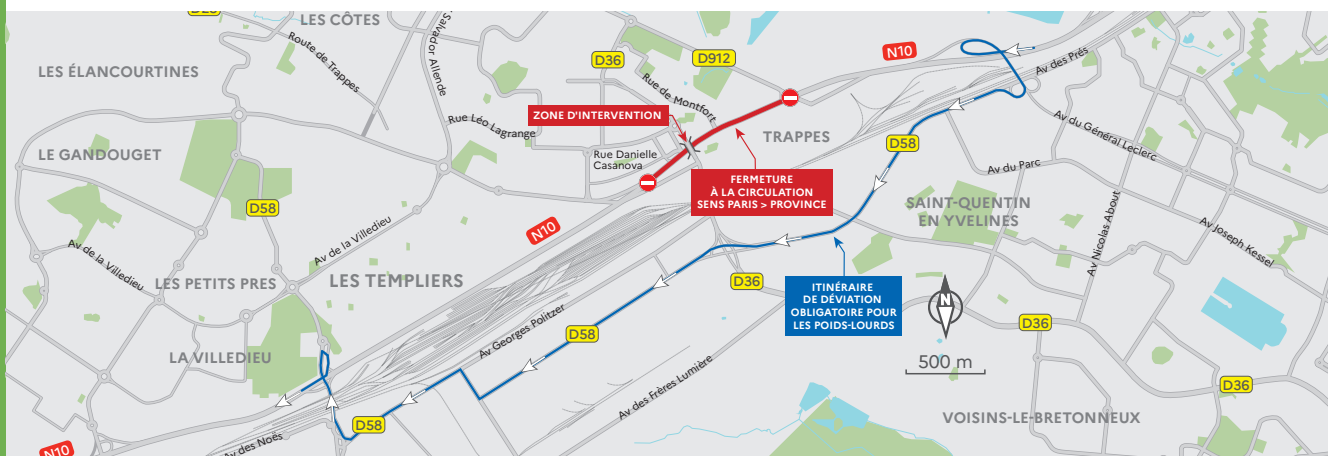 LES CÔTES
Route de Trappes
Salvador Allende
LES ÉLANCOURTINES
D36
D912
N10
Av des Prés
Rue de Montfort
ZONE D'INTERVENTION
Rue Léo Lagrange
TRAPPES
Av du Général Leclerc
D58
LE GANDOUGET
Rue Danielle
Casanova
Av du Parc
FERMETURE
À LA CIRCULATION
SENS PARIS > PROVINCE
D58
SAINT-QUENTIN
EN YVELINES
Av Nicolas About
Av Joseph Kessel
N10
Av de la Villedieu
Av de la Villedieu
LES PETITS PRES
LES TEMPLIERS
D36
ITINÉRAIRE
DE DÉVIATION
OBLIGATOIRE POUR
LES POIDS-LOURDS
N
D36
D58
Av Georges Politzer
LA VILLEDIEU
500 m
Av des Frères Lumière
D36
D58
VOISINS-LE-BRETONNEUX
Av des Noës
N10